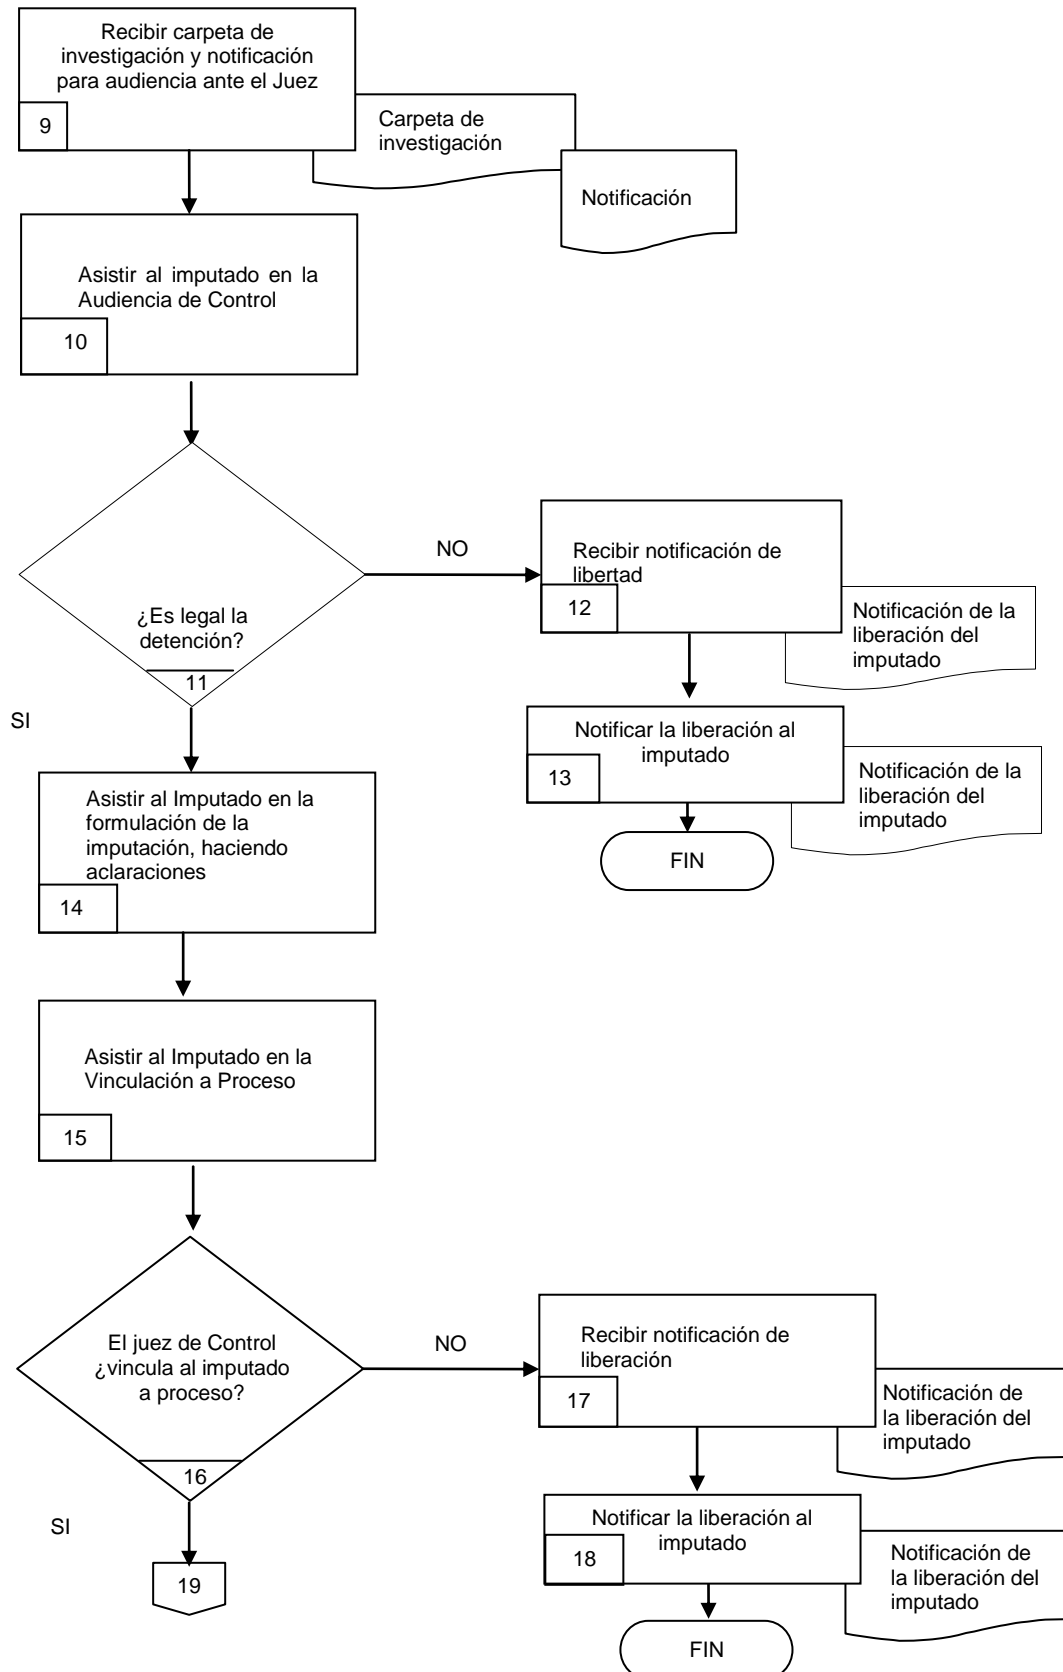 Recibir carpeta de
investigación y notificación
para audiencia ante el Juez
9
Carpeta de
investigación
Notificación
Asistir al imputado en la
Audiencia de Control
10
¿Es legal la
detención?
11
NO
SI
Recibir notificación de
libertad
12
Notificación de la
liberación del
imputado
Notificar la liberación al
imputado
13
Notificación de la
liberación del
imputado
FIN
Asistir al Imputado en la
formulación de la
imputación, haciendo
aclaraciones
14
Asistir al Imputado en la
Vinculación a Proceso
15
El juez de Control
¿vincula al imputado
a proceso?
16
NO
SI
19
Recibir notificación de
liberación
17
Notificación de
la liberación del
imputado
Notificar la liberación al
imputado
18
Notificación de
la liberación del
imputado
FIN